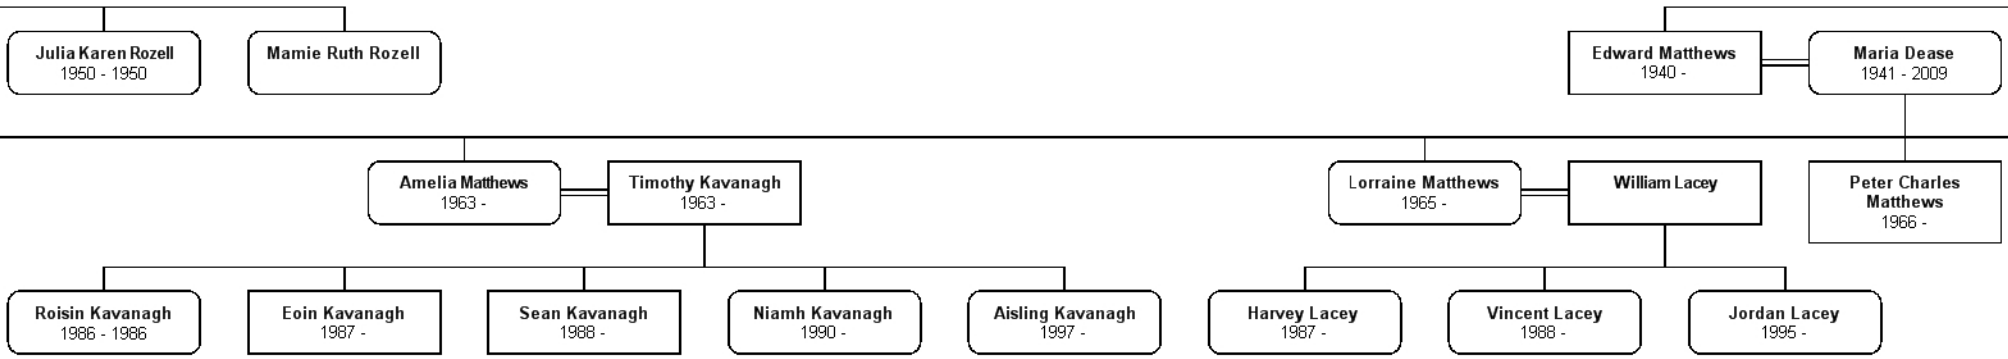 Julia Karen Rozell
1950 - 1950
Mamie Ruth Rozell
Edward Matthews
1940 -
Maria Dease
1941 - 2009
Amelia Matthews
1963 -
Timothy Kavanagh
1963 -
Lorraine Matthews
1965 -
William Lacey
Peter Charles
Matthews
1966 -
Roisin Kavanagh
1986 - 1986
Eoin Kavanagh
1987 -
Sean Kavanagh
1988 -
Niamh Kavanagh
1990 -
Aisling Kavanagh
1997 -
Harvey Lacey
1987 -
Vincent Lacey
1988 -
Jordan Lacey
1995 -